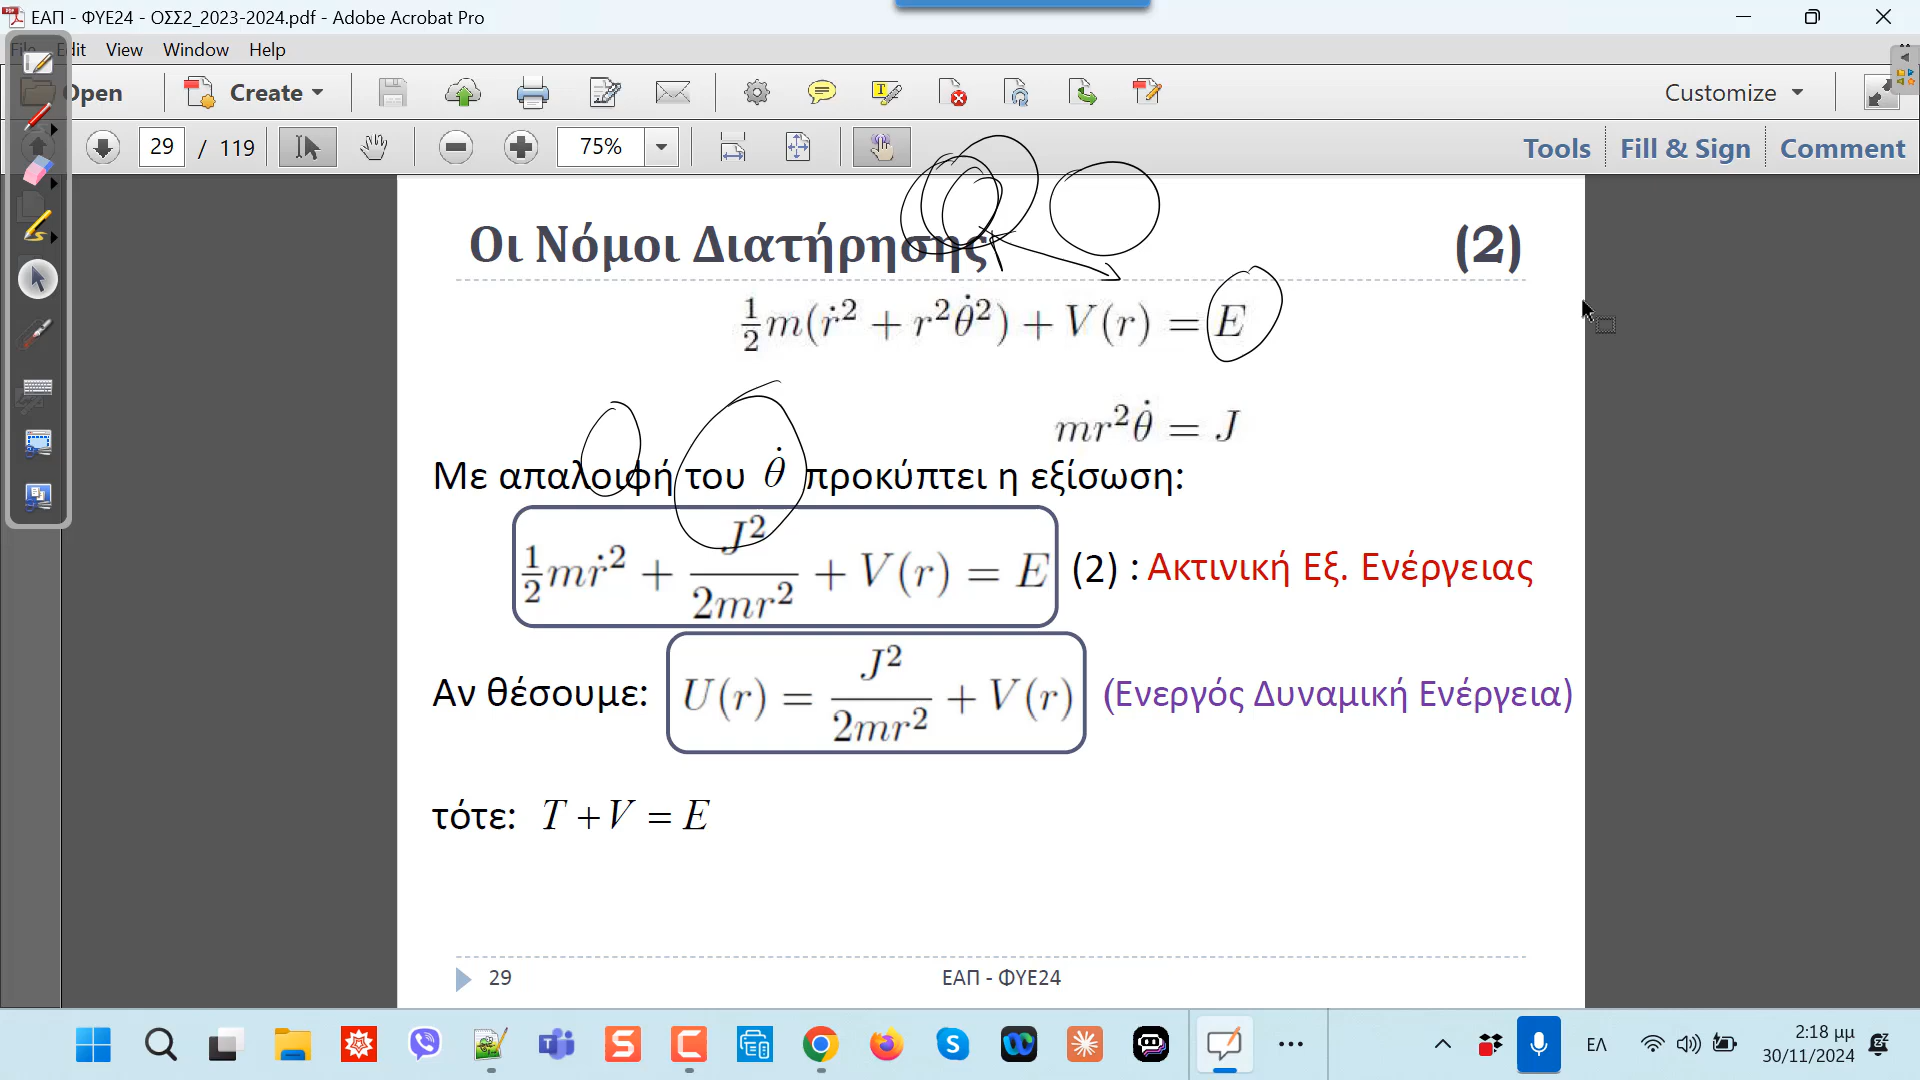 ΕΑΠ - ΦΥΕ24 - ΟΣΣ2_2023-2024.pdf - Adobe Acrobat Pro
File Edit View Window Help
Open Create Customize
29 / 119 75% Tools Fill & Sign Comment
Οι Νόμοι Διατήρησης (2)
½m(ṙ² + r²θ̇²) + V(r) = E
mr²θ̇ = J
Με απαλοιφή του θ̇ προκύπτει η εξίσωση:
½mṙ² + J²/2mr² + V(r) = E (2) : Ακτινική Εξ. Ενέργειας
Αν θέσουμε: U(r) = J²/2mr² + V(r) (Ενεργός Δυναμική Ενέργεια)
τότε: T + V = E
29 ΕΑΠ - ΦΥΕ24
ΕΛ 2:18 μμ
30/11/2024